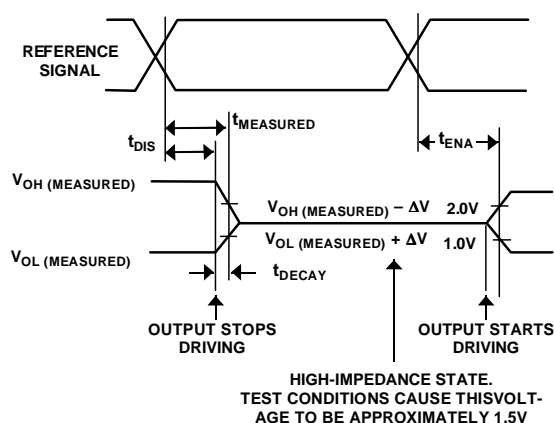 REFERENCE
SIGNAL
tMEASURED
tDIS
tENA
VOH (MEASURED)
VOH (MEASURED) – ΔV 2.0V
VOL (MEASURED) + ΔV 1.0V
VOL (MEASURED)
tDECAY
OUTPUT STOPS
DRIVING
OUTPUT STARTS
DRIVING
HIGH-IMPEDANCE STATE.
TEST CONDITIONS CAUSE THISVOLT-
AGE TO BE APPROXIMATELY 1.5V